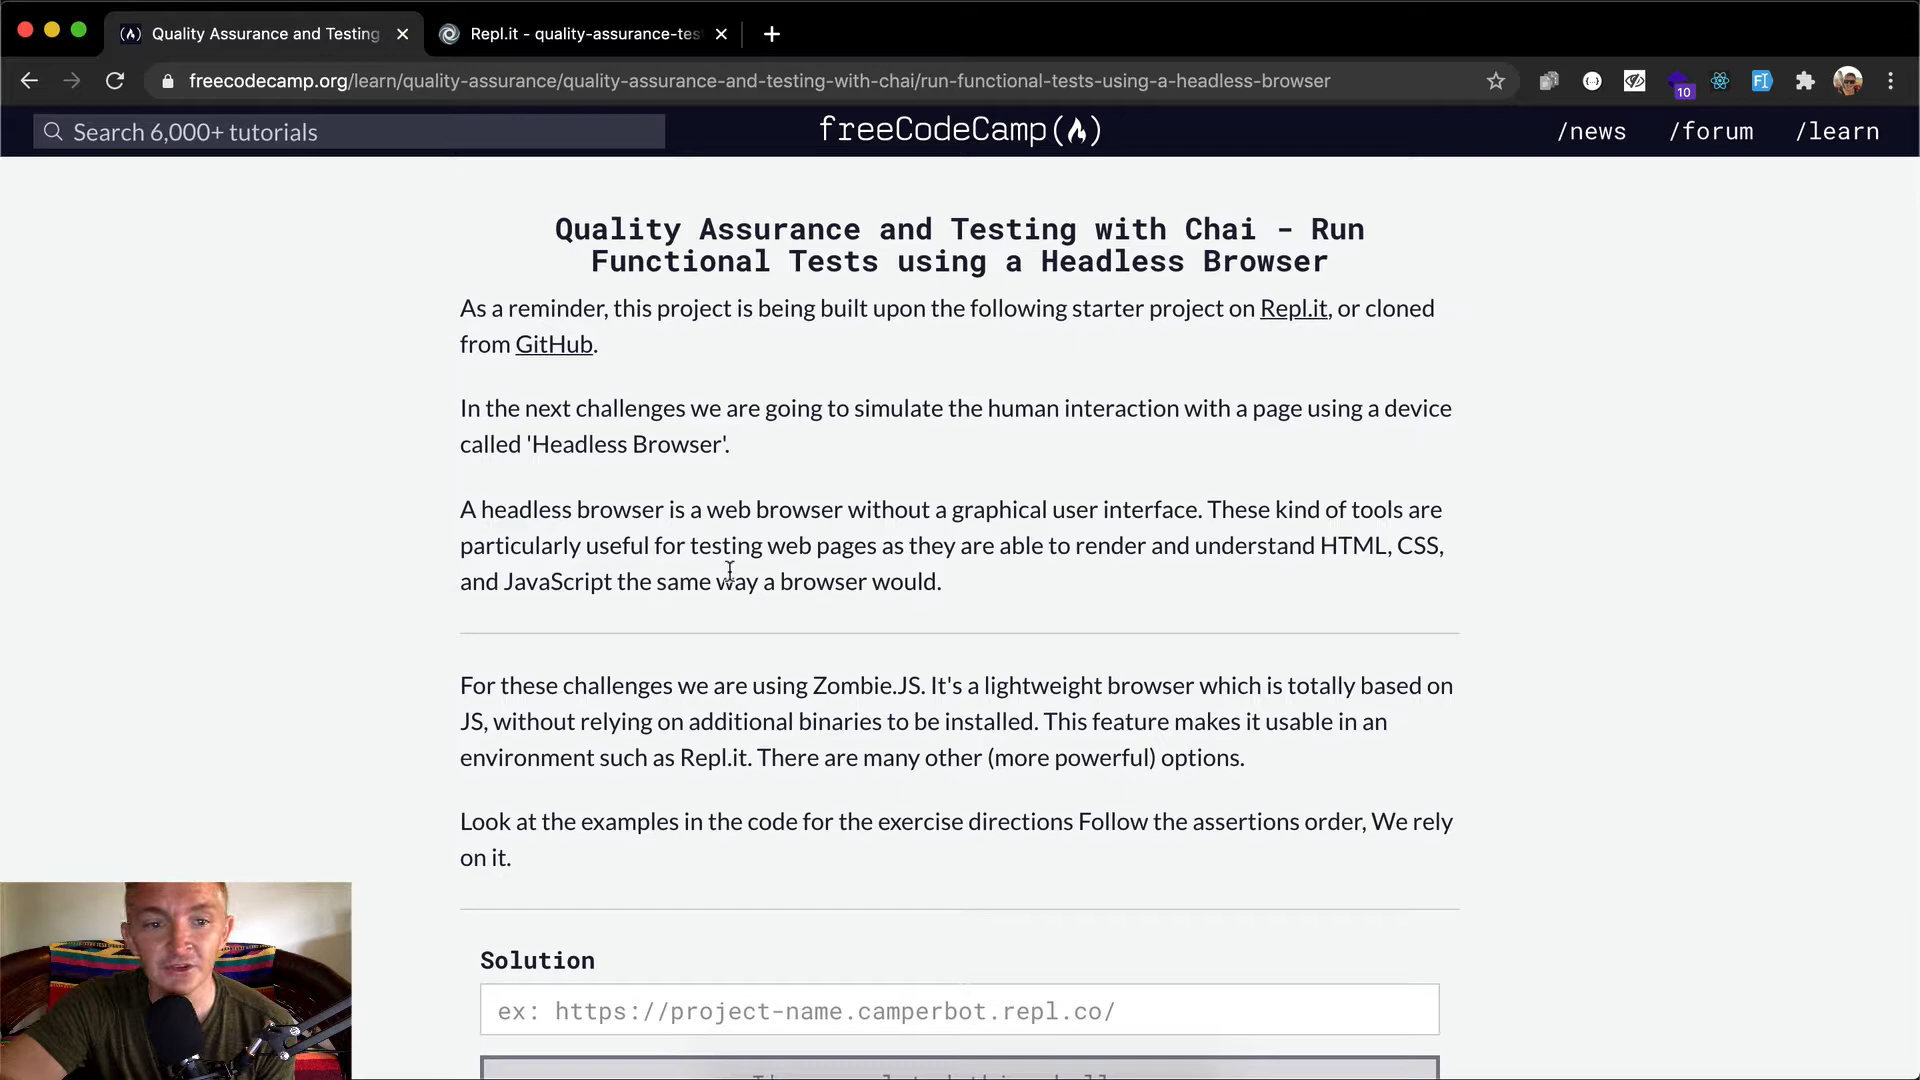 Quality Assurance and Testing
Repl.it - quality-assurance-tes
freecodecamp.org/learn/quality-assurance/quality-assurance-and-testing-with-chai/run-functional-tests-using-a-headless-browser
10
Search 6,000+ tutorials
freeCodeCamp
/news
/forum
/learn
Quality Assurance and Testing with Chai - Run
Functional Tests using a Headless Browser
As a reminder, this project is being built upon the following starter project on Repl.it, or cloned
from GitHub.
In the next challenges we are going to simulate the human interaction with a page using a device
called 'Headless Browser'.
A headless browser is a web browser without a graphical user interface. These kind of tools are
particularly useful for testing web pages as they are able to render and understand HTML, CSS,
and JavaScript the same way a browser would.
For these challenges we are using Zombie.JS. It's a lightweight browser which is totally based on
JS, without relying on additional binaries to be installed. This feature makes it usable in an
environment such as Repl.it. There are many other (more powerful) options.
Look at the examples in the code for the exercise directions Follow the assertions order, We rely
on it.
Solution
ex: https://project-name.camperbot.repl.co/